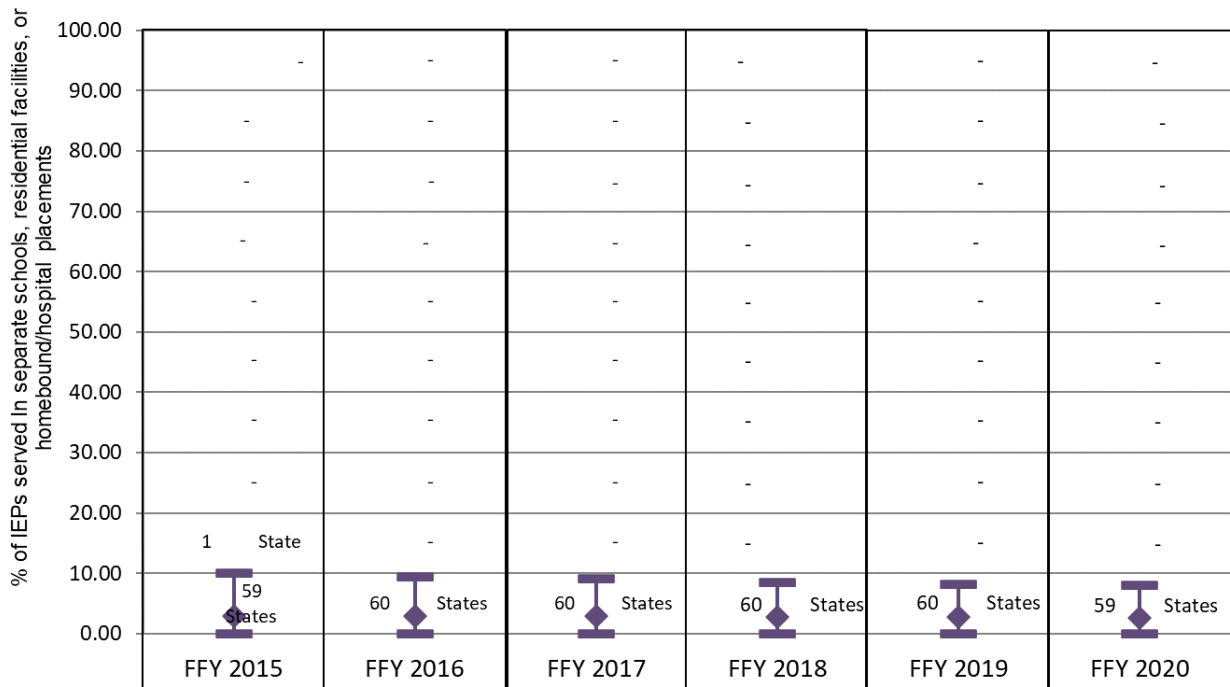 % of IEPs served In separate schools, residential facilities, or
homebound/hospital placements
100.00
90.00
80.00
70.00
60.00
50.00
40.00
30.00
20.00
10.00
0.00
- - - - - -
- - - - - -
- - - - - -
- - - - - -
- - - - - -
- - - - - -
- - - - - -
- - - - - -
1 State - - - - -
59
States
60 States
60 States
60 States
60 States
59 States
FFY 2015
FFY 2016
FFY 2017
FFY 2018
FFY 2019
FFY 2020